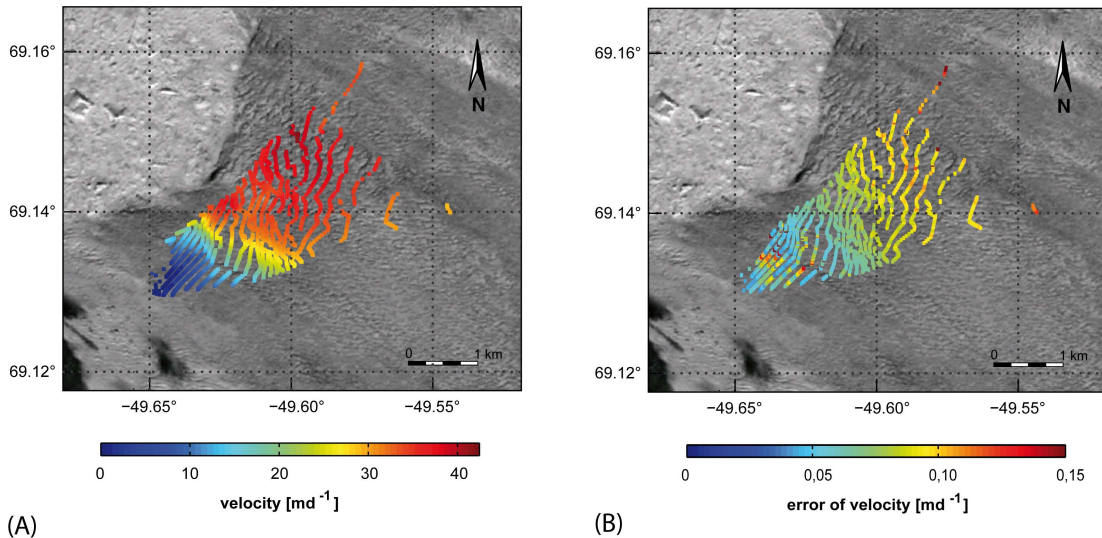 69.16°
69.14°
69.12°
N
0 1 km
−49.65° −49.60° −49.55°
0 10 20 30 40
velocity [md -1]
(A)
69.16°
69.14°
69.12°
N
0 1 km
−49.65° −49.60° −49.55°
0 0,05 0,10 0,15
error of velocity [md -1]
(B)